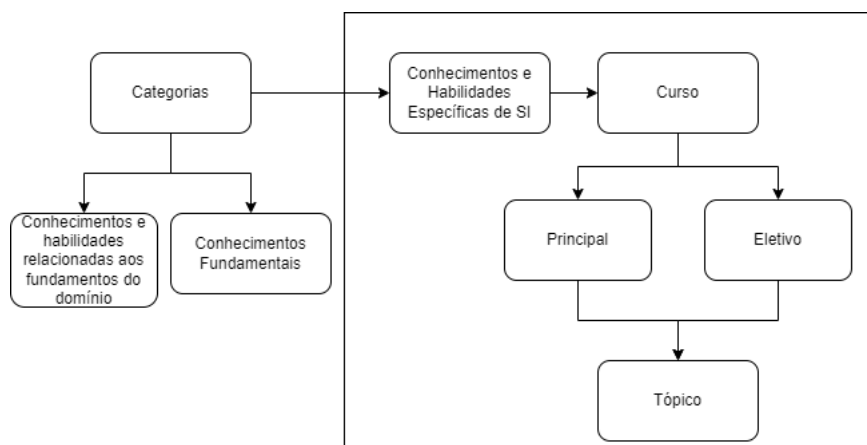 Categorias
Conhecimentos e
Habilidades
Específicas de SI
Curso
Conhecimentos e
habilidades
relacionadas aos
fundamentos do
domínio
Conhecimentos
Fundamentais
Principal
Eletivo
Tópico